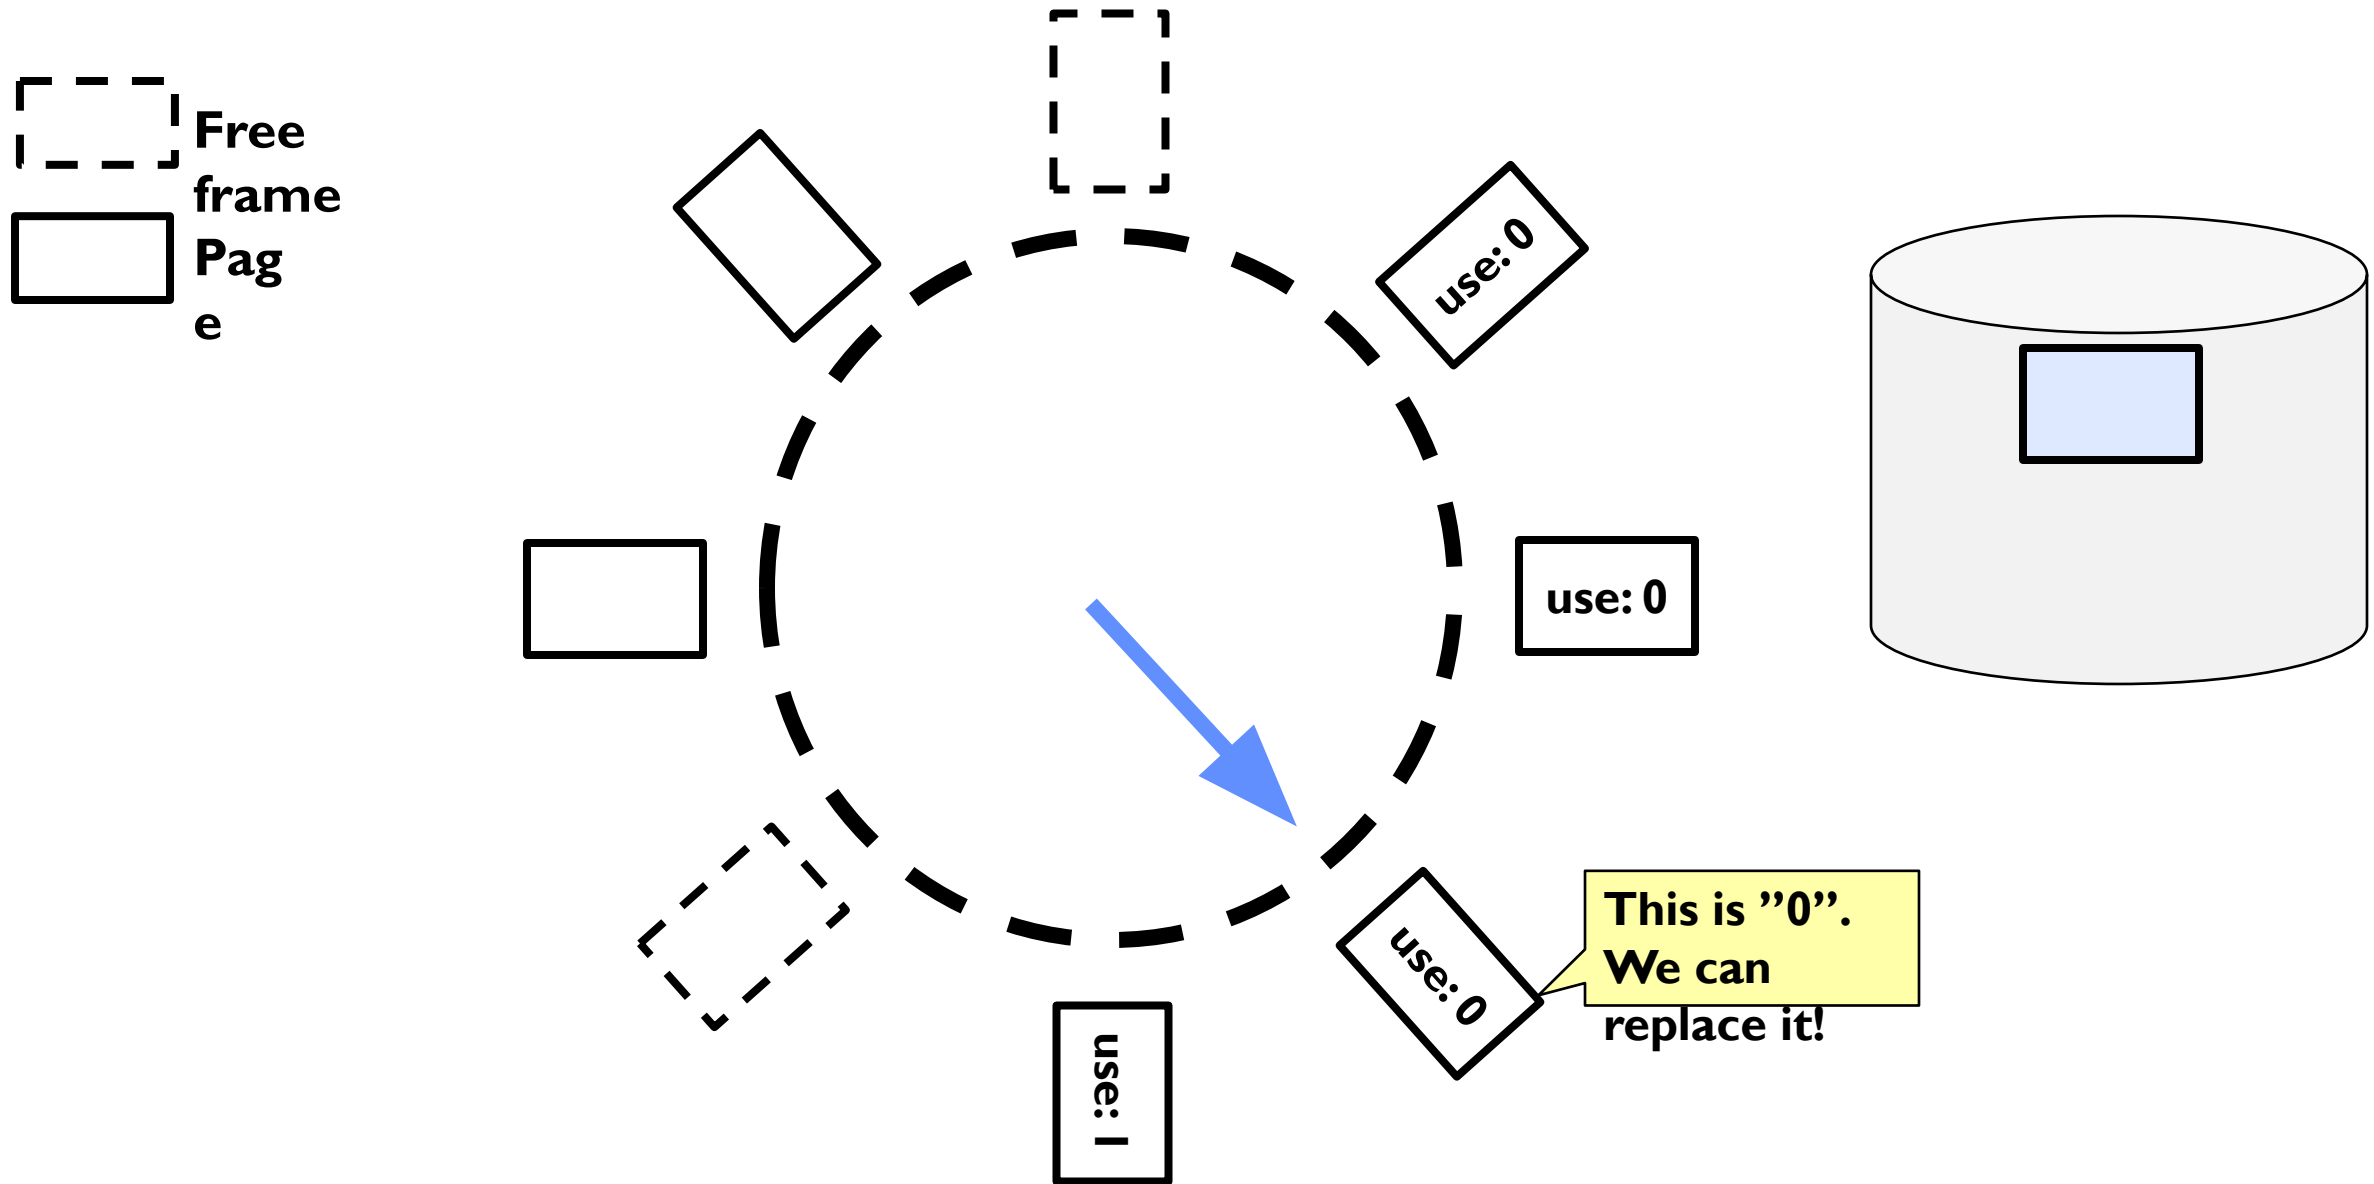 Free
frame
Pag
e
use: 0
use: 0
use: 0
This is ”0”.
We can
replace it!
use: 1